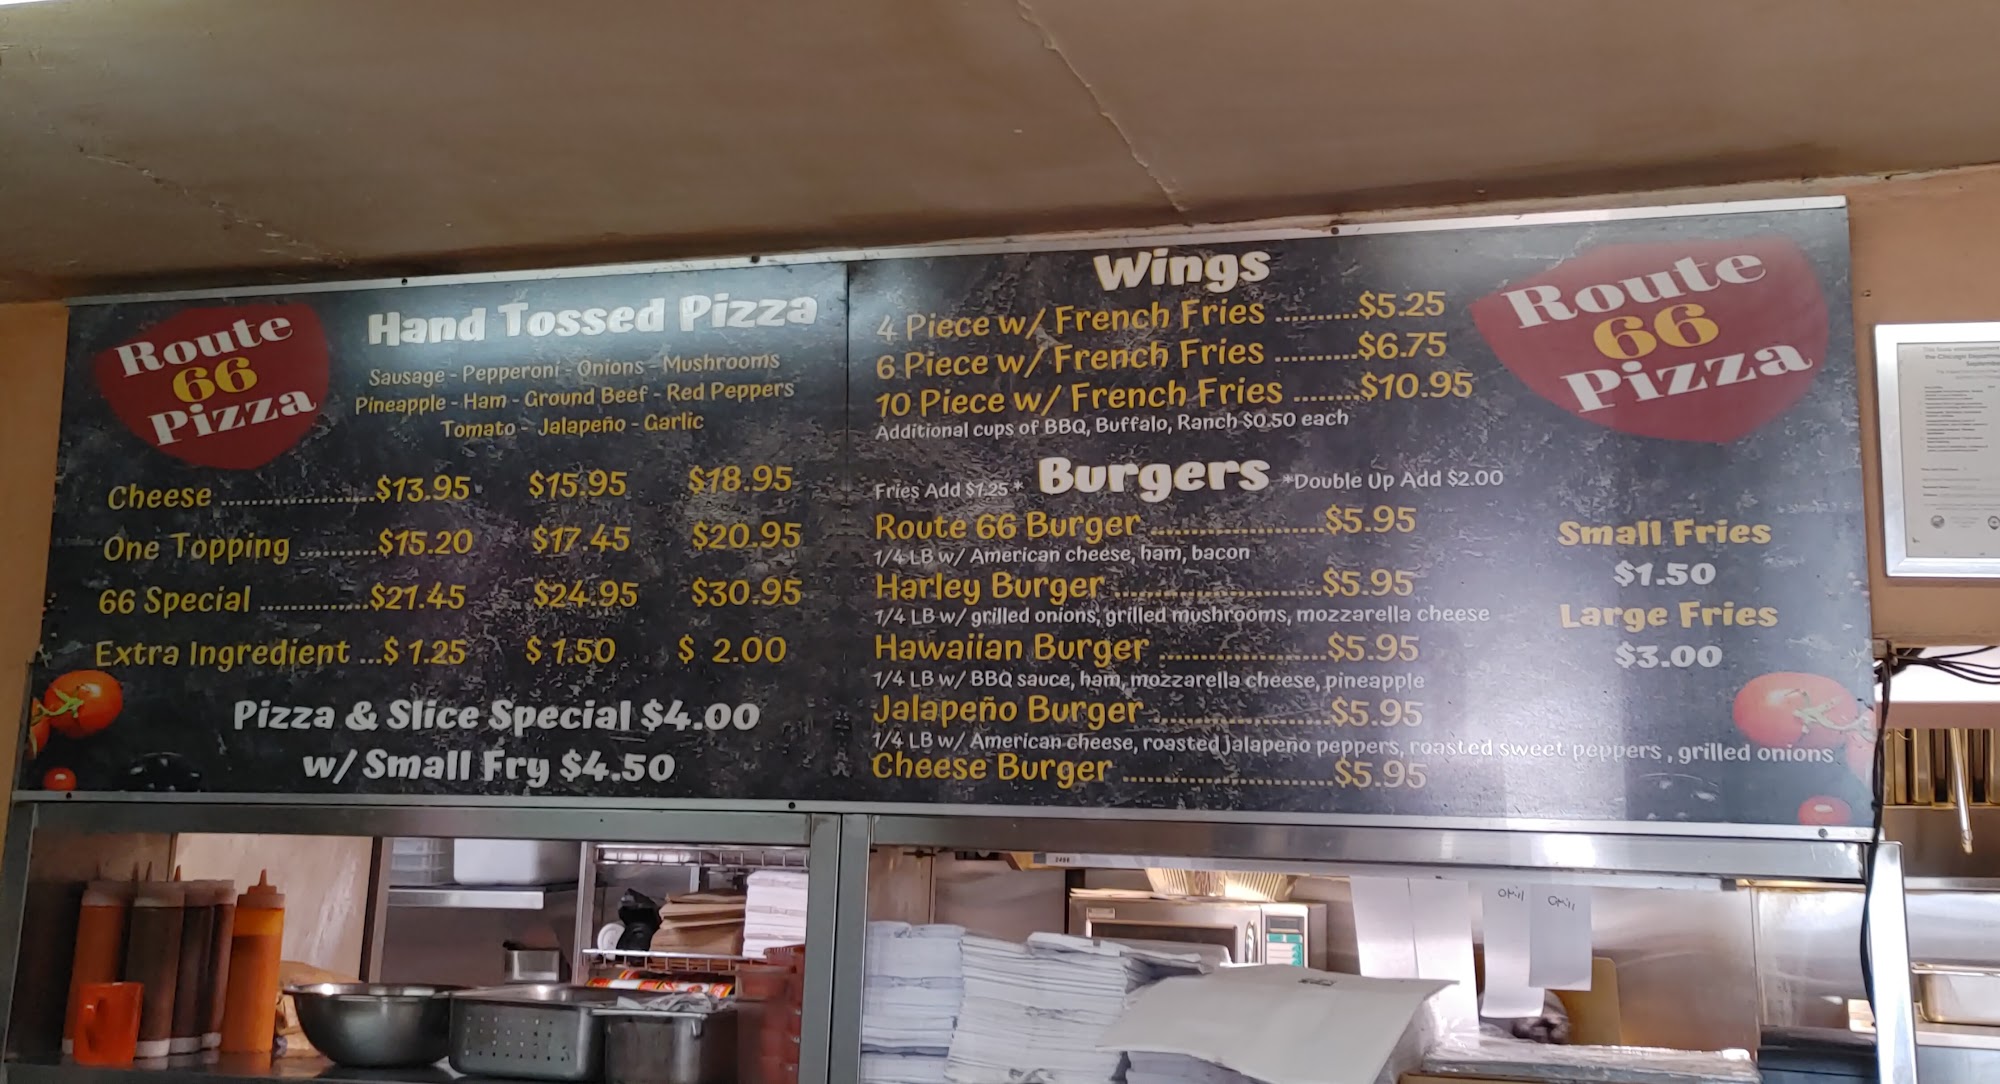 Route
66
Pizza
Hand Tossed Pizza
Sausage - Pepperoni - Onions - Mushrooms
Pineapple - Ham - Ground Beef - Red Peppers
Tomato - Jalapeño - Garlic
Cheese ....................$13.95 $15.95 $18.95
One Topping ..........$15.20 $17.45 $20.95
66 Special ..............$21.45 $24.95 $30.95
Extra Ingredient ...$ 1.25 $ 1.50 $ 2.00
Pizza & Slice Special $4.00
w/ Small Fry $4.50
Wings
4 Piece w/ French Fries ..........$5.25
6 Piece w/ French Fries ..........$6.75
10 Piece w/ French Fries ........$10.95
Additional cups of BBQ, Buffalo, Ranch $0.50 each
Route
66
Pizza
Fries Add $1.25 * Burgers *Double Up Add $2.00
Route 66 Burger .......................$5.95
1/4 LB w/ American cheese, ham, bacon
Harley Burger ............................$5.95
1/4 LB w/ grilled onions, grilled mushrooms, mozzarella cheese
Hawaiian Burger ......................$5.95
1/4 LB w/ BBQ sauce, ham, mozzarella cheese, pineapple
Jalapeño Burger .......................$5.95
1/4 LB w/ American cheese, roasted jalapeno peppers, roasted sweet peppers , grilled onions
Cheese Burger ............................$5.95
Small Fries
$1.50
Large Fries
$3.00